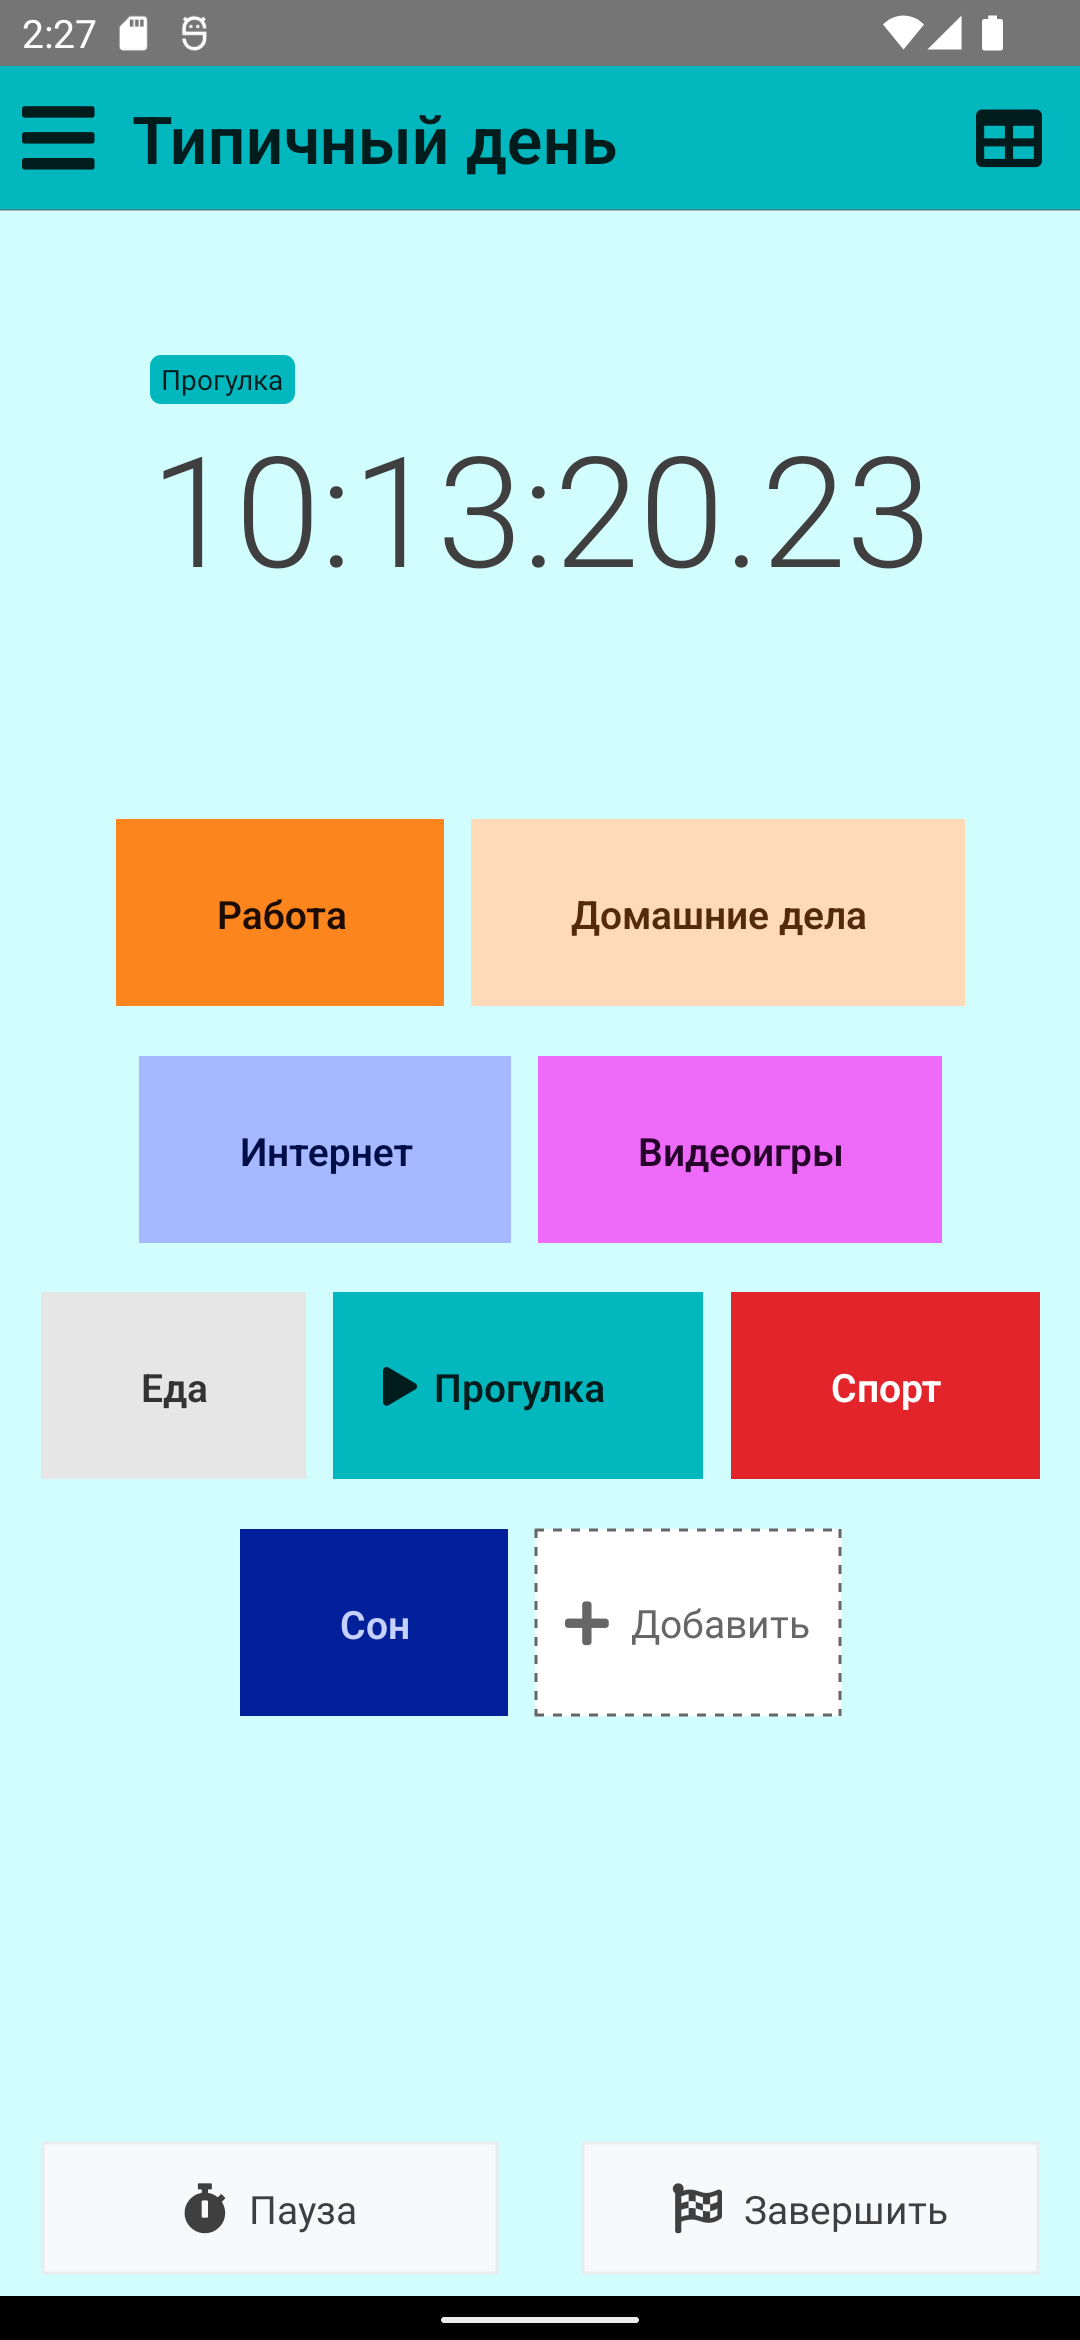 2:27
Типичный день
Прогулка
10:13:20.23
Работа
Домашние дела
Интернет
Видеоигры
Еда
Прогулка
Спорт
Сон
Добавить
Пауза
Завершить